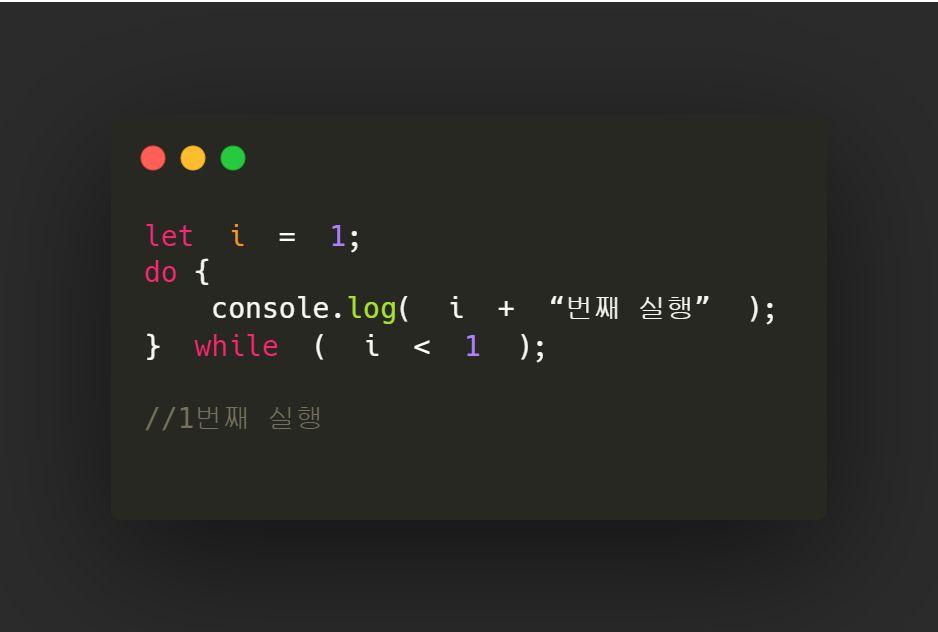 let  i  =  1;
do {
    console.log(  i  +  “번째 실행”  );
}  while  (  i  <  1  );
//1번째 실행